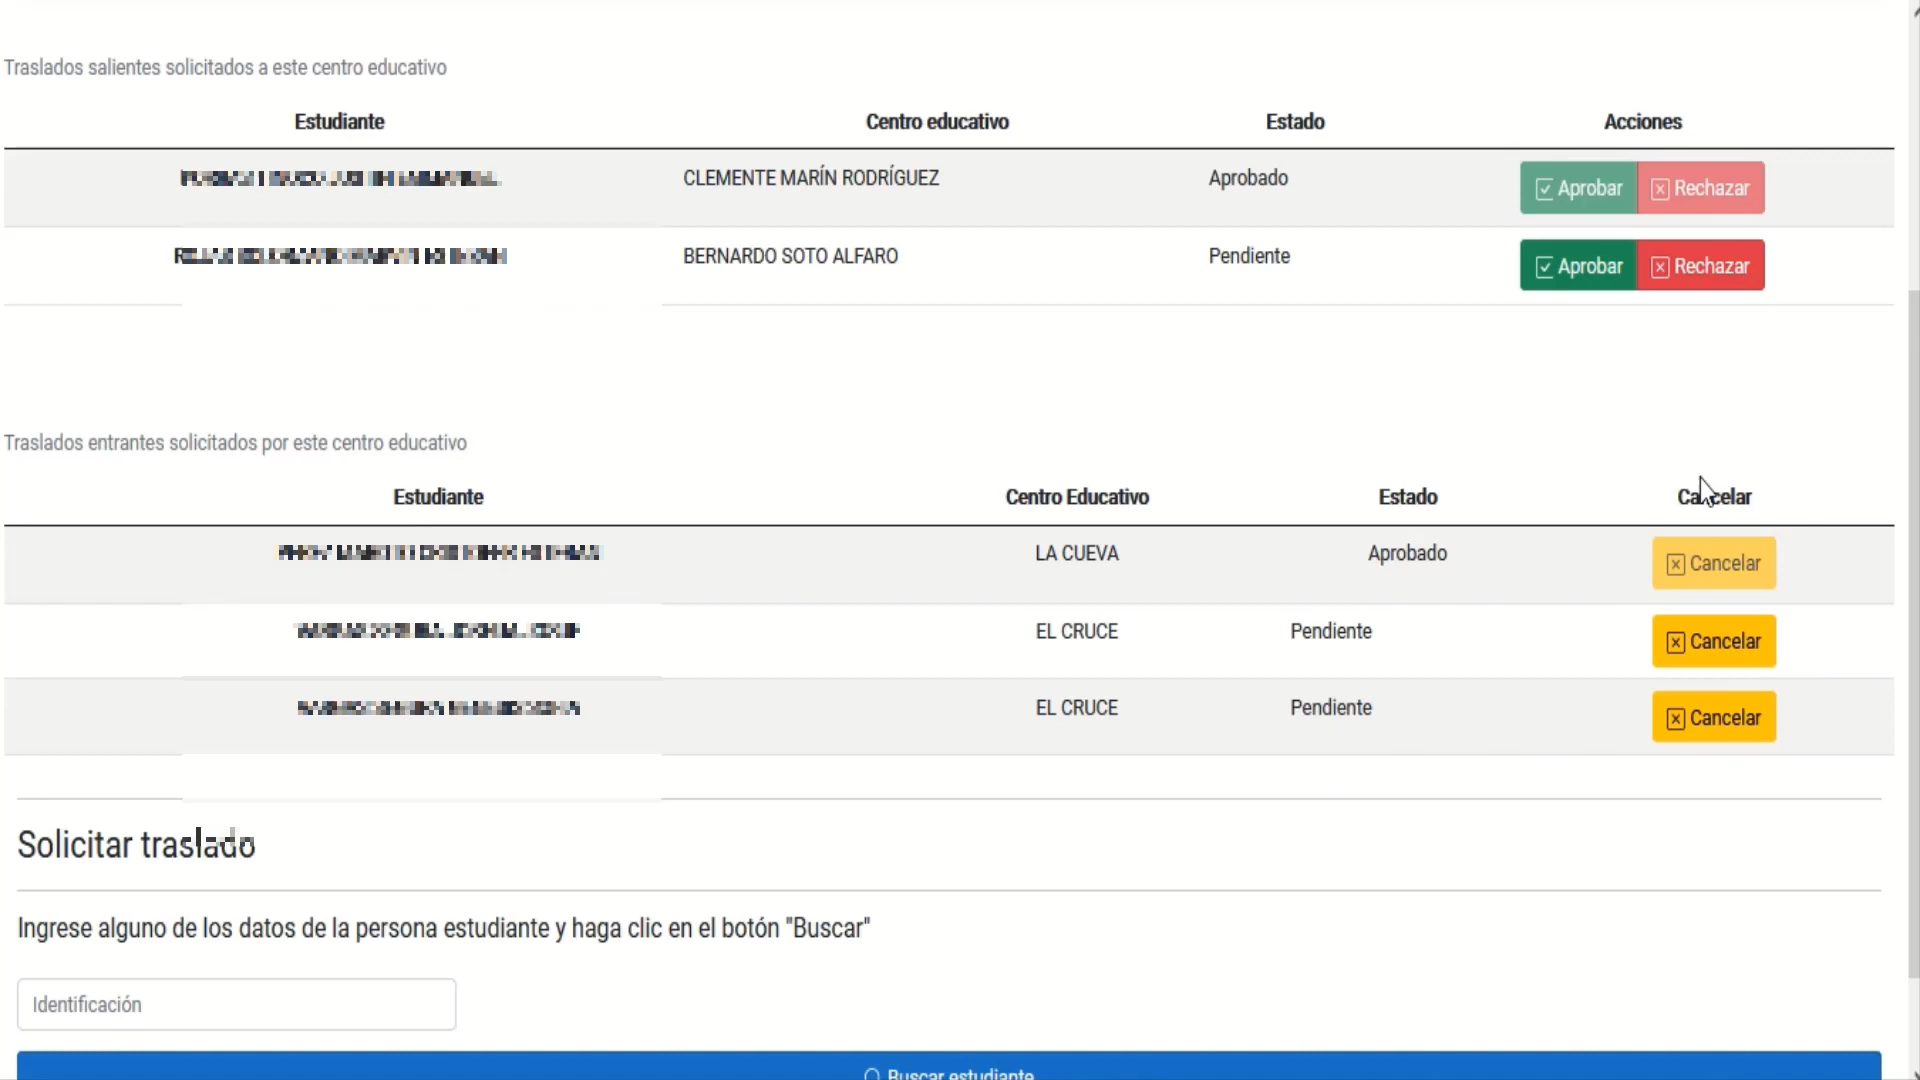 Traslados salientes solicitados a este centro educativo
Estudiante Centro educativo Estado Acciones
CLEMENTE MARÍN RODRÍGUEZ Aprobado Aprobar Rechazar
BERNARDO SOTO ALFARO Pendiente Aprobar Rechazar
Traslados entrantes solicitados por este centro educativo
Estudiante Centro Educativo Estado Cancelar
LA CUEVA Aprobado Cancelar
EL CRUCE Pendiente Cancelar
EL CRUCE Pendiente Cancelar
Solicitar traslado
Ingrese alguno de los datos de la persona estudiante y haga clic en el botón "Buscar"
Identificación
Buscar estudiante